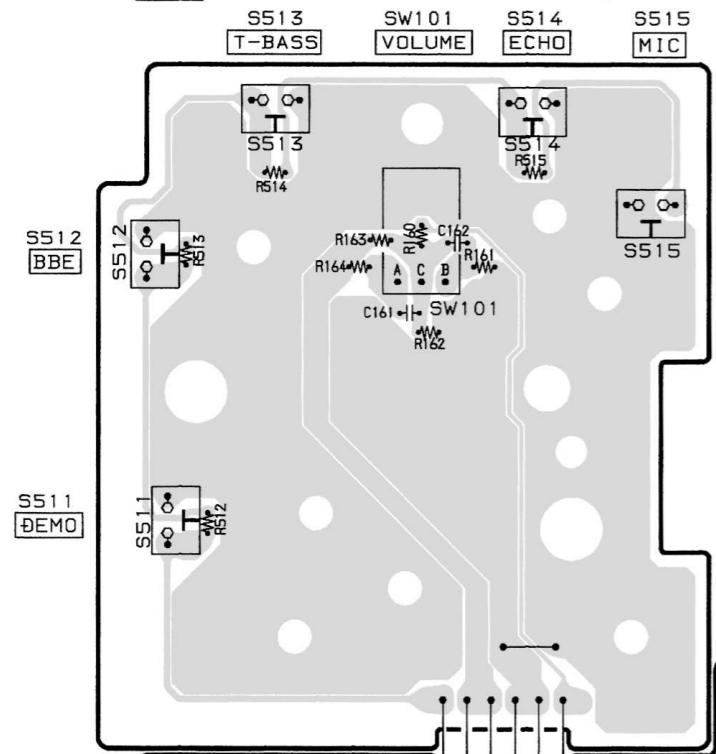 S513 SW101 S514 S515
T-BASS VOLUME ECHO MIC
S513 S514
R514 R515
S512
BBE
S512
R513
R163 R160 C162
R164 R161
S515
A C B
C161 SW101
R162
S511
DEMO
S511
R512